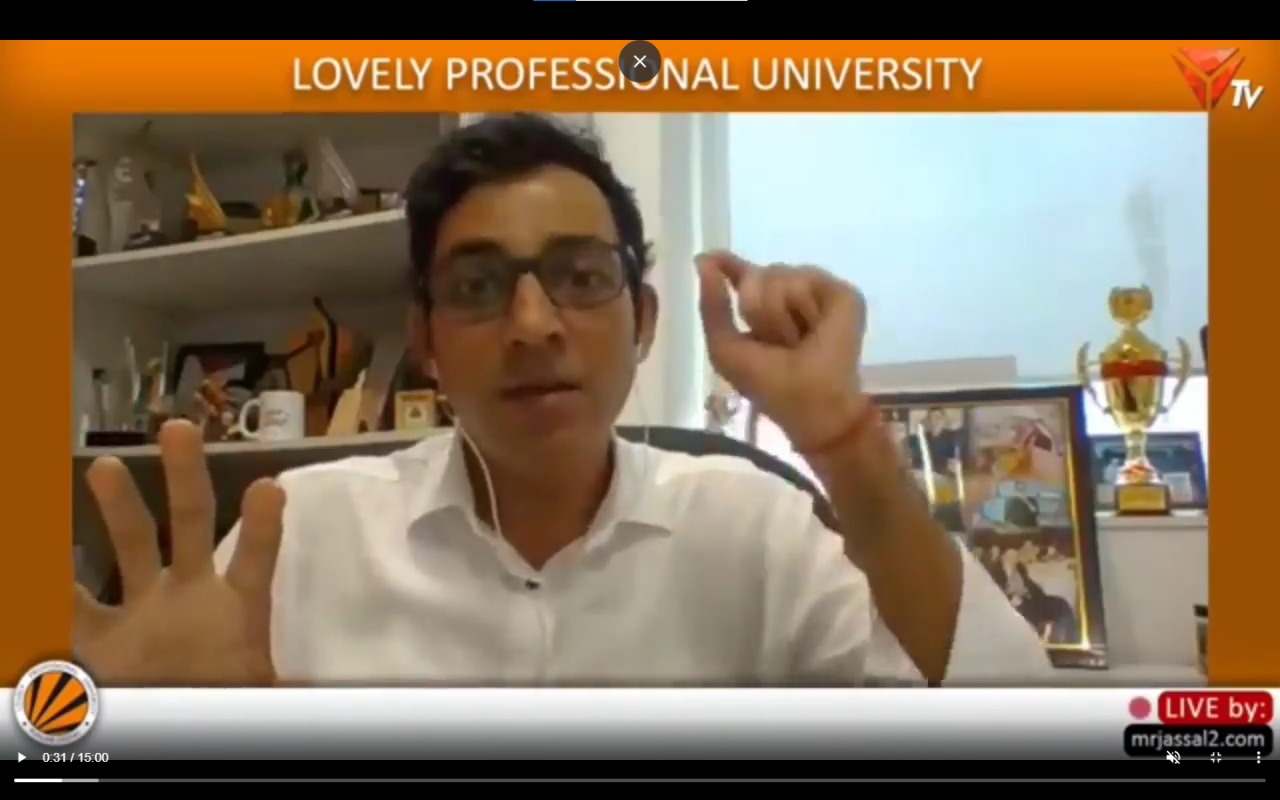 LOVELY PROFESSIONAL UNIVERSITY
TV
LIVE by:
mrjassal2.com
0:31 / 15:00